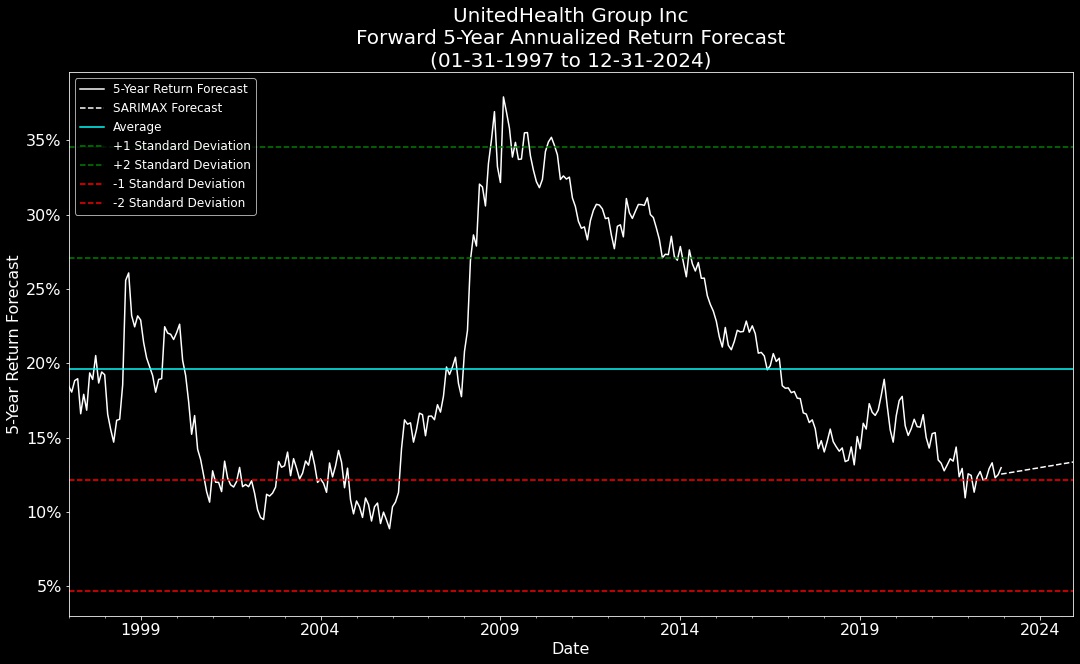 UnitedHealth Group Inc
Forward 5-Year Annualized Return Forecast
(01-31-1997 to 12-31-2024)
5-Year Return Forecast
SARIMAX Forecast
Average
+1 Standard Deviation
+2 Standard Deviation
-1 Standard Deviation
-2 Standard Deviation
5-Year Return Forecast
35%
30%
25%
20%
15%
10%
5%
1999 2004 2009 2014 2019 2024
Date